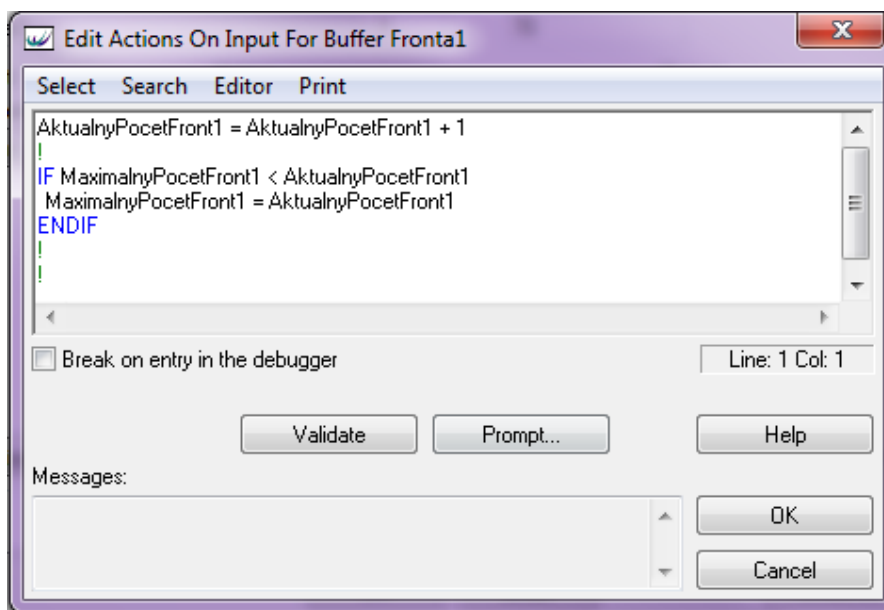 Edit Actions On Input For Buffer Fronta1
Select Search Editor Print
AktualnyPocetFront1 = AktualnyPocetFront1 + 1
!
IF MaximalnyPocetFront1 < AktualnyPocetFront1
MaximalnyPocetFront1 = AktualnyPocetFront1
ENDIF
!
!
Break on entry in the debugger
Line: 1 Col: 1
Validate
Prompt...
Help
Messages:
OK
Cancel